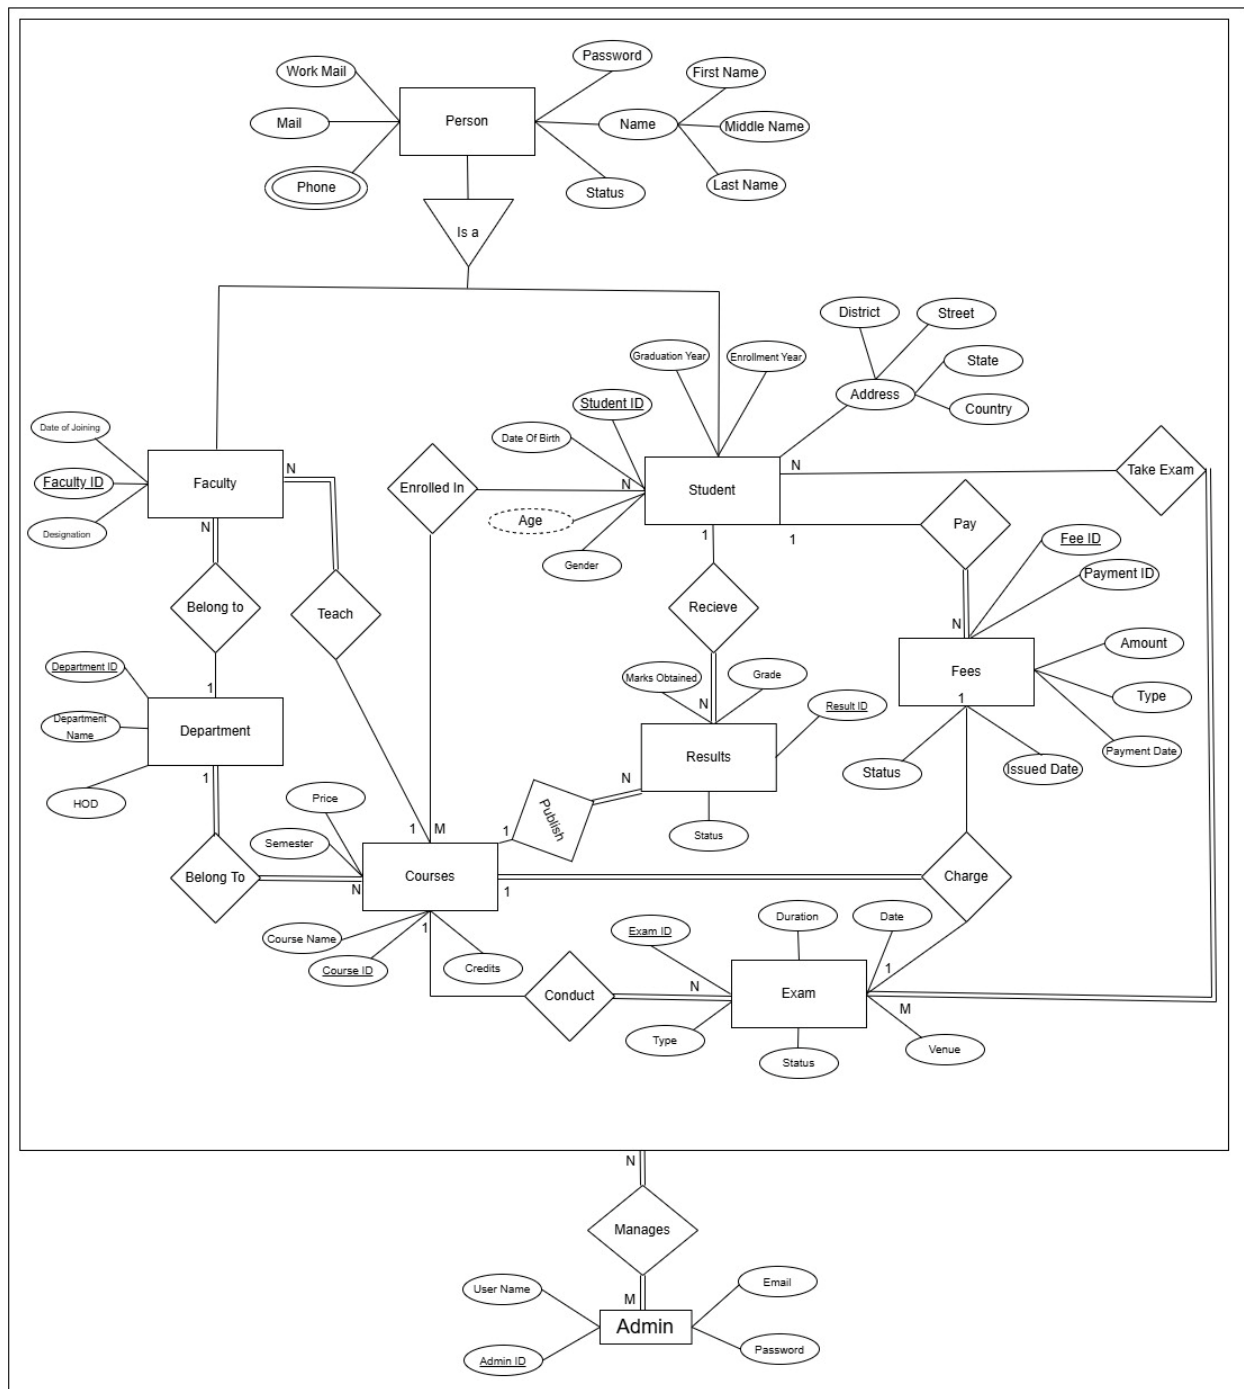 Password
Work Mail
First Name
Person
Mail
Name
Middle Name
Phone
Status
Last Name
Is a
District
Street
Graduation Year
Enrollment Year
State
Address
Student ID
Country
Date of Joining
Date Of Birth
N
N
N
Faculty ID
Faculty
Enrolled In
Student
Take Exam
Age
Designation
N
1
1
Pay
Fee ID
Gender
Payment ID
Belong to
Teach
Recieve
N
Amount
Department ID
Marks Obtained
Grade
Fees
1
N
1
Type
Result ID
Department
Name
Department
Results
Payment Date
1
N
Status
Issued Date
HOD
Price
Publish
1
M
1
Status
Semester
Belong To
N
Courses
1
Charge
1
Course Name
Course ID
Credits
Exam ID
Duration
Date
1
Conduct
N
Exam
M
Type
Status
Venue
N
Manages
User Name
Email
M
Admin
Admin ID
Password